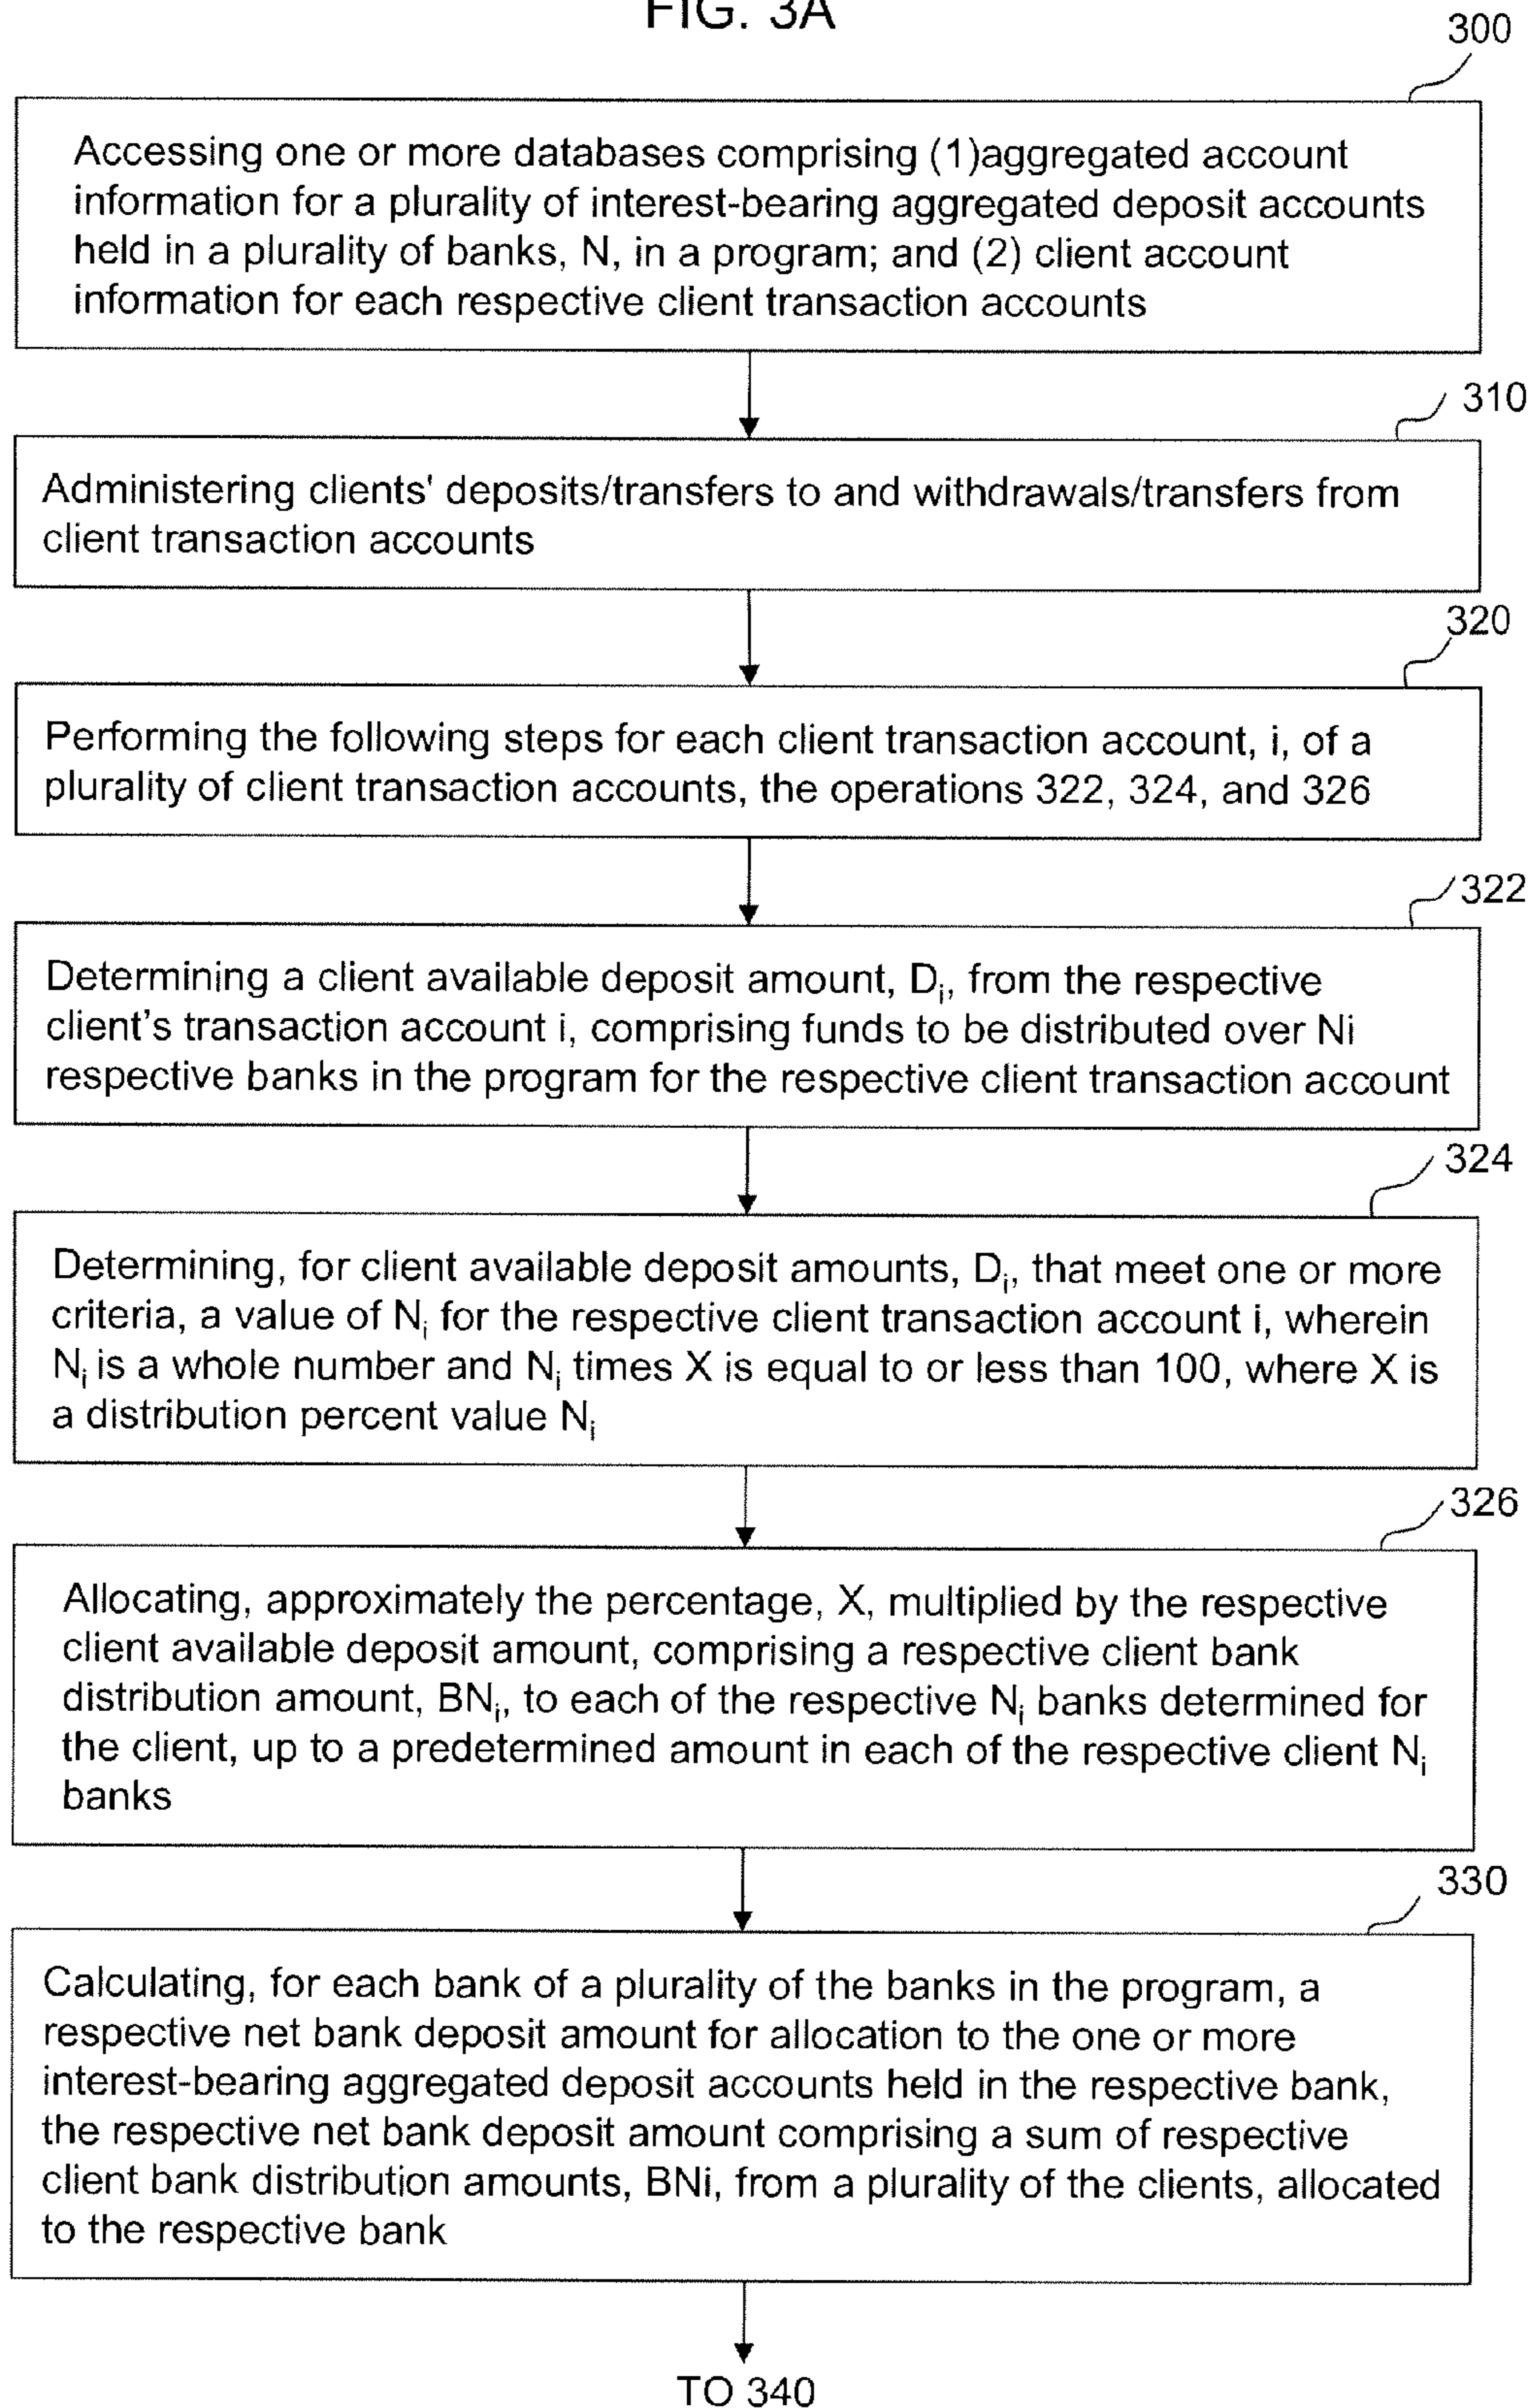 FIG. 3A
300
Accessing one or more databases comprising (1)aggregated account
information for a plurality of interest-bearing aggregated deposit accounts
held in a plurality of banks, N, in a program; and (2) client account
information for each respective client transaction accounts
310
Administering clients' deposits/transfers to and withdrawals/transfers from
client transaction accounts
320
Performing the following steps for each client transaction account, i, of a
plurality of client transaction accounts, the operations 322, 324, and 326
322
Determining a client available deposit amount, Di, from the respective
client’s transaction account i, comprising funds to be distributed over Ni
respective banks in the program for the respective client transaction account
324
Determining, for client available deposit amounts, Di, that meet one or more
criteria, a value of Ni for the respective client transaction account i, wherein
Ni is a whole number and Ni times X is equal to or less than 100, where X is
a distribution percent value Ni
326
Allocating, approximately the percentage, X, multiplied by the respective
client available deposit amount, comprising a respective client bank
distribution amount, BNi, to each of the respective Ni banks determined for
the client, up to a predetermined amount in each of the respective client Ni
banks
330
Calculating, for each bank of a plurality of the banks in the program, a
respective net bank deposit amount for allocation to the one or more
interest-bearing aggregated deposit accounts held in the respective bank,
the respective net bank deposit amount comprising a sum of respective
client bank distribution amounts, BNi, from a plurality of the clients, allocated
to the respective bank
TO 340